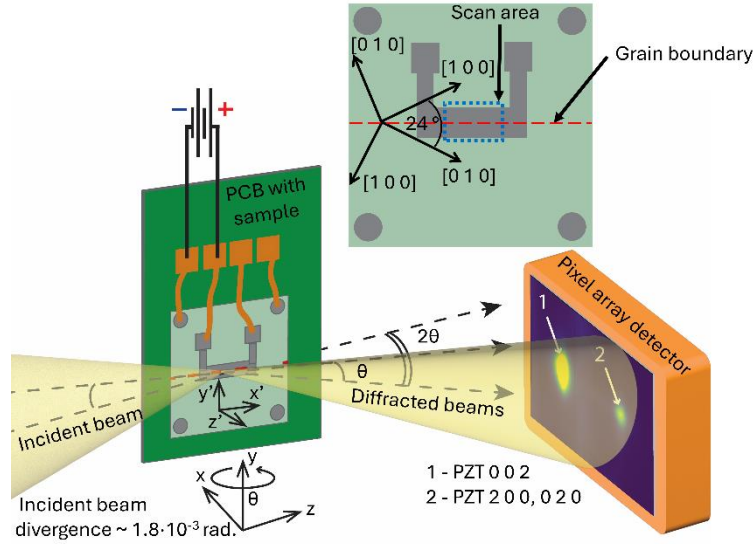 Scan area
[0 1 0]
[1 0 0]
Grain boundary
24°
[1 0 0]
[0 1 0]
− +
PCB with
sample
Pixel array detector
1
2
2θ
θ
y'
x'
z'
Incident beam
Diffracted beams
y
x
θ
z
1 - PZT 0 0 2
2 - PZT 2 0 0, 0 2 0
Incident beam
divergence ~ 1.8·10⁻³ rad.